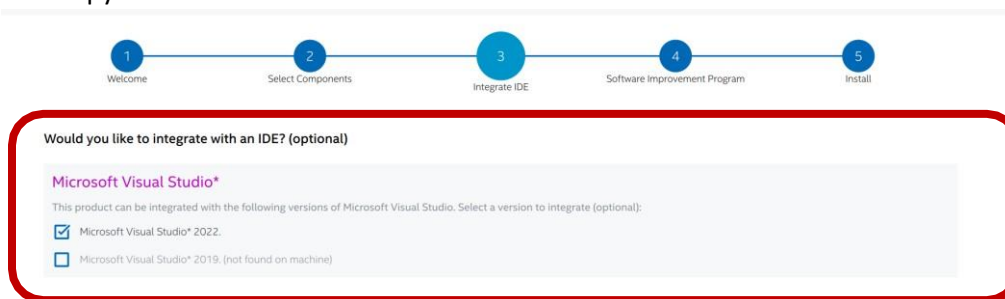 1
2
3
4
5
Welcome
Select Components
Integrate IDE
Software Improvement Program
Install
Would you like to integrate with an IDE? (optional)
Microsoft Visual Studio*
This product can be integrated with the following versions of Microsoft Visual Studio. Select a version to integrate (optional):
Microsoft Visual Studio* 2022.
Microsoft Visual Studio* 2019. (not found on machine)